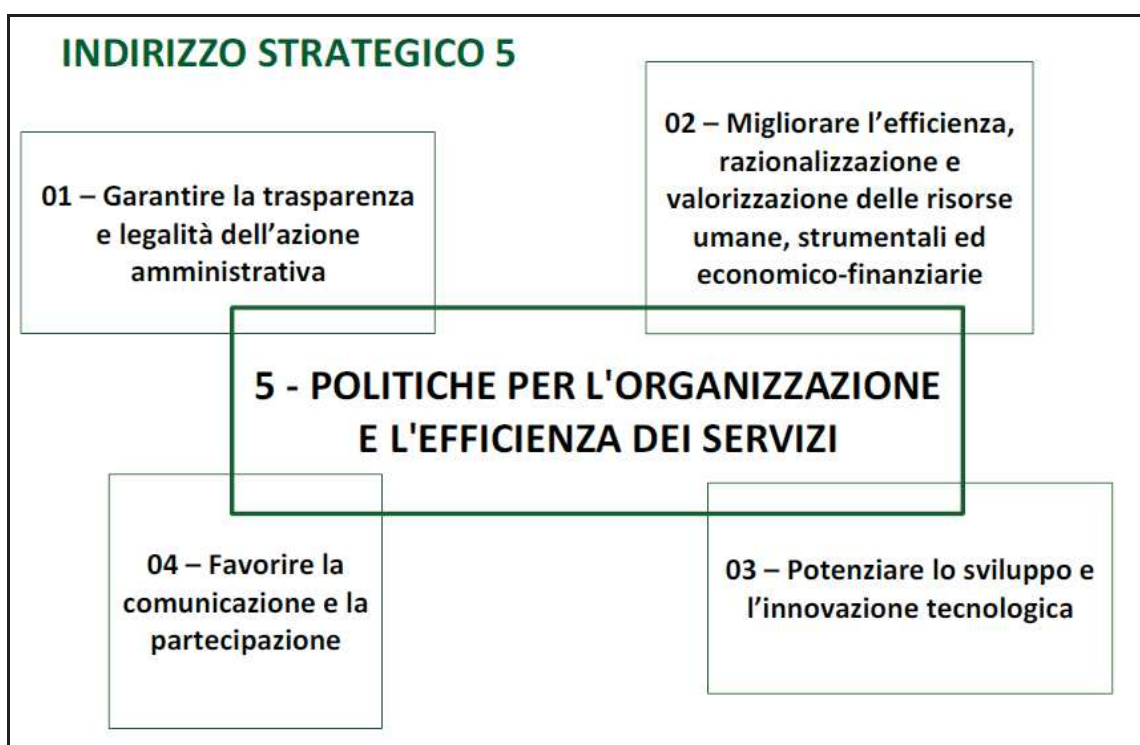 INDIRIZZO STRATEGICO 5
01 – Garantire la trasparenza
e legalità dell’azione
amministrativa
02 – Migliorare l’efficienza,
razionalizzazione e
valorizzazione delle risorse
umane, strumentali ed
economico-finanziarie
5 - POLITICHE PER L'ORGANIZZAZIONE
E L'EFFICIENZA DEI SERVIZI
04 – Favorire la
comunicazione e la
partecipazione
03 – Potenziare lo sviluppo e
l’innovazione tecnologica